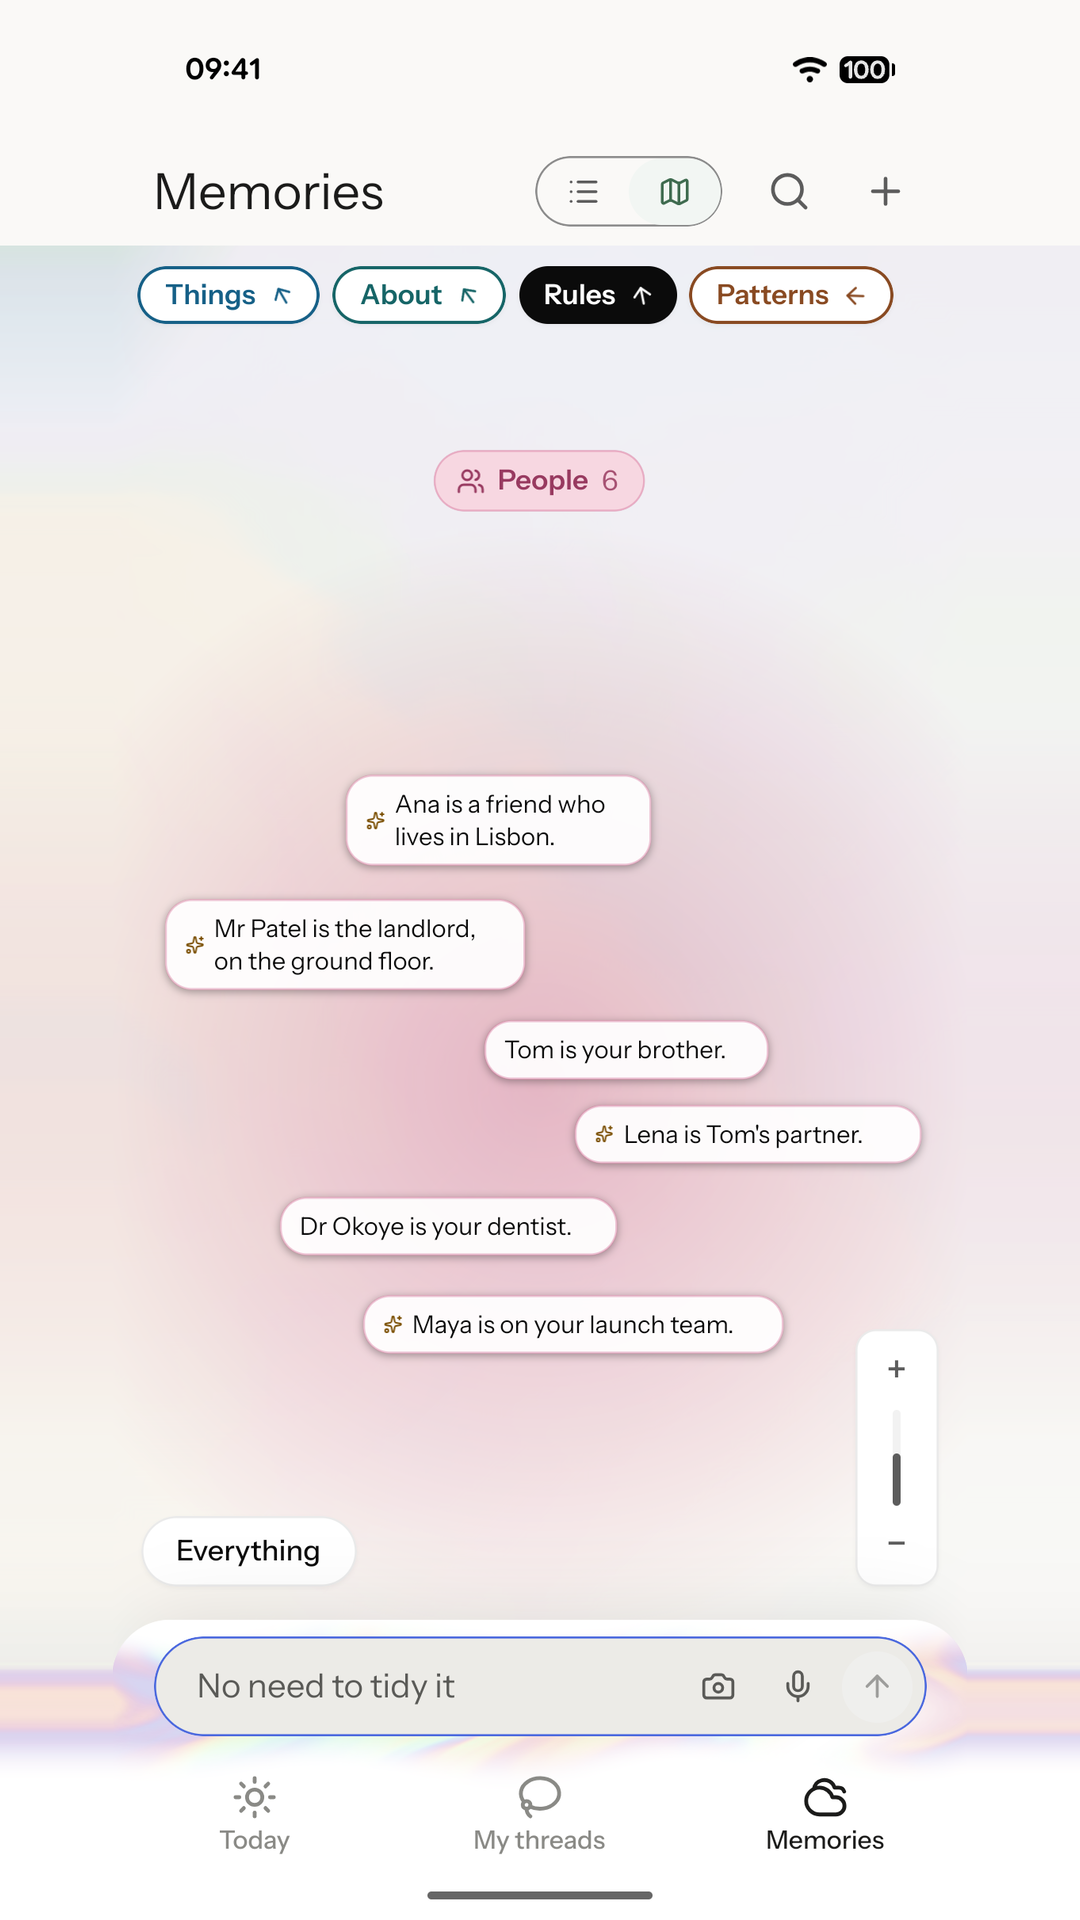 09:41
100
Memories
Things
About
Rules
Patterns
People 6
Ana is a friend who
lives in Lisbon.
Mr Patel is the landlord,
on the ground floor.
Tom is your brother.
Lena is Tom's partner.
Dr Okoye is your dentist.
Maya is on your launch team.
Everything
No need to tidy it
Today
My threads
Memories